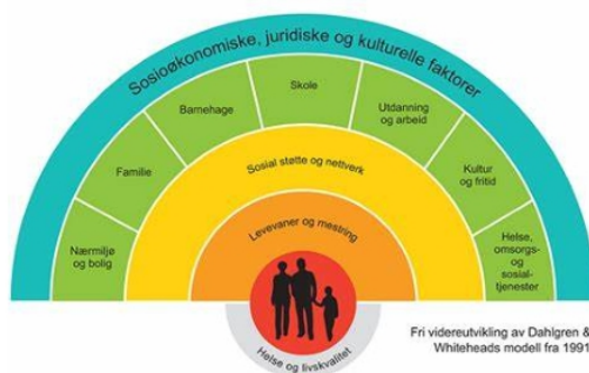 Sosioøkonomiske, juridiske og kulturelle faktorer
Nærmiljø
og bolig
Familie
Barnehage
Skole
Utdanning
og arbeid
Kultur
og fritid
Helse,
omsorgs-
og
sosial-
tjenester
Sosial støtte og nettverk
Levevaner og mestring
Helse og livskvalitet
Fri videreutvikling av Dahlgren &
Whiteheads modell fra 1991